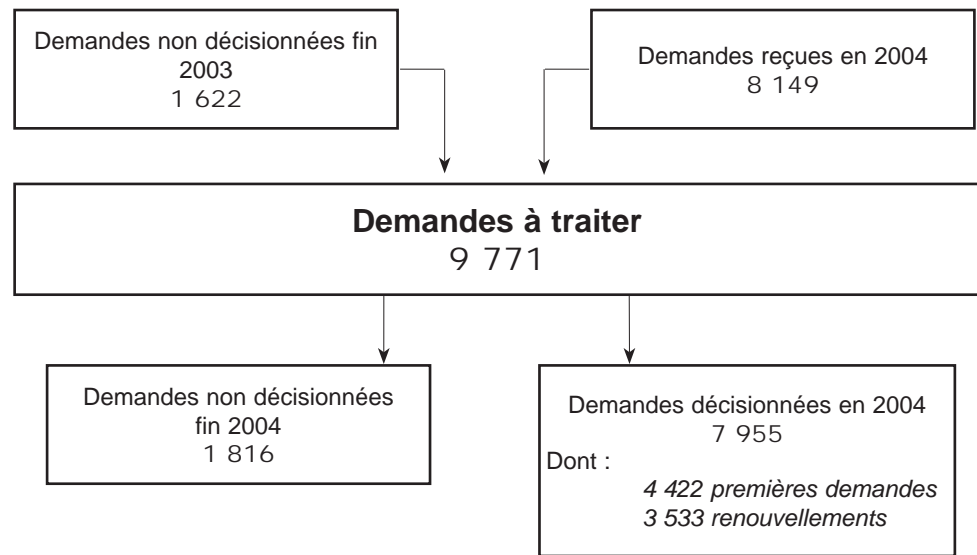 Demandes non décisionnées fin
2003
1 622
Demandes reçues en 2004
8 149
Demandes à traiter
9 771
Demandes non décisionnées
fin 2004
1 816
Demandes décisionnées en 2004
7 955
Dont :
4 422 premières demandes
3 533 renouvellements